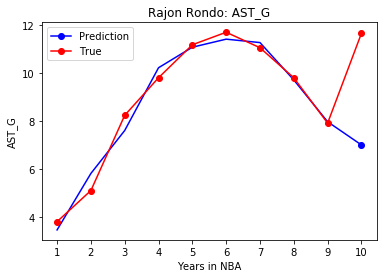 Rajon Rondo: AST_G
Prediction
True
12
10
8
6
4
AST_G
1 2 3 4 5 6 7 8 9 10
Years in NBA